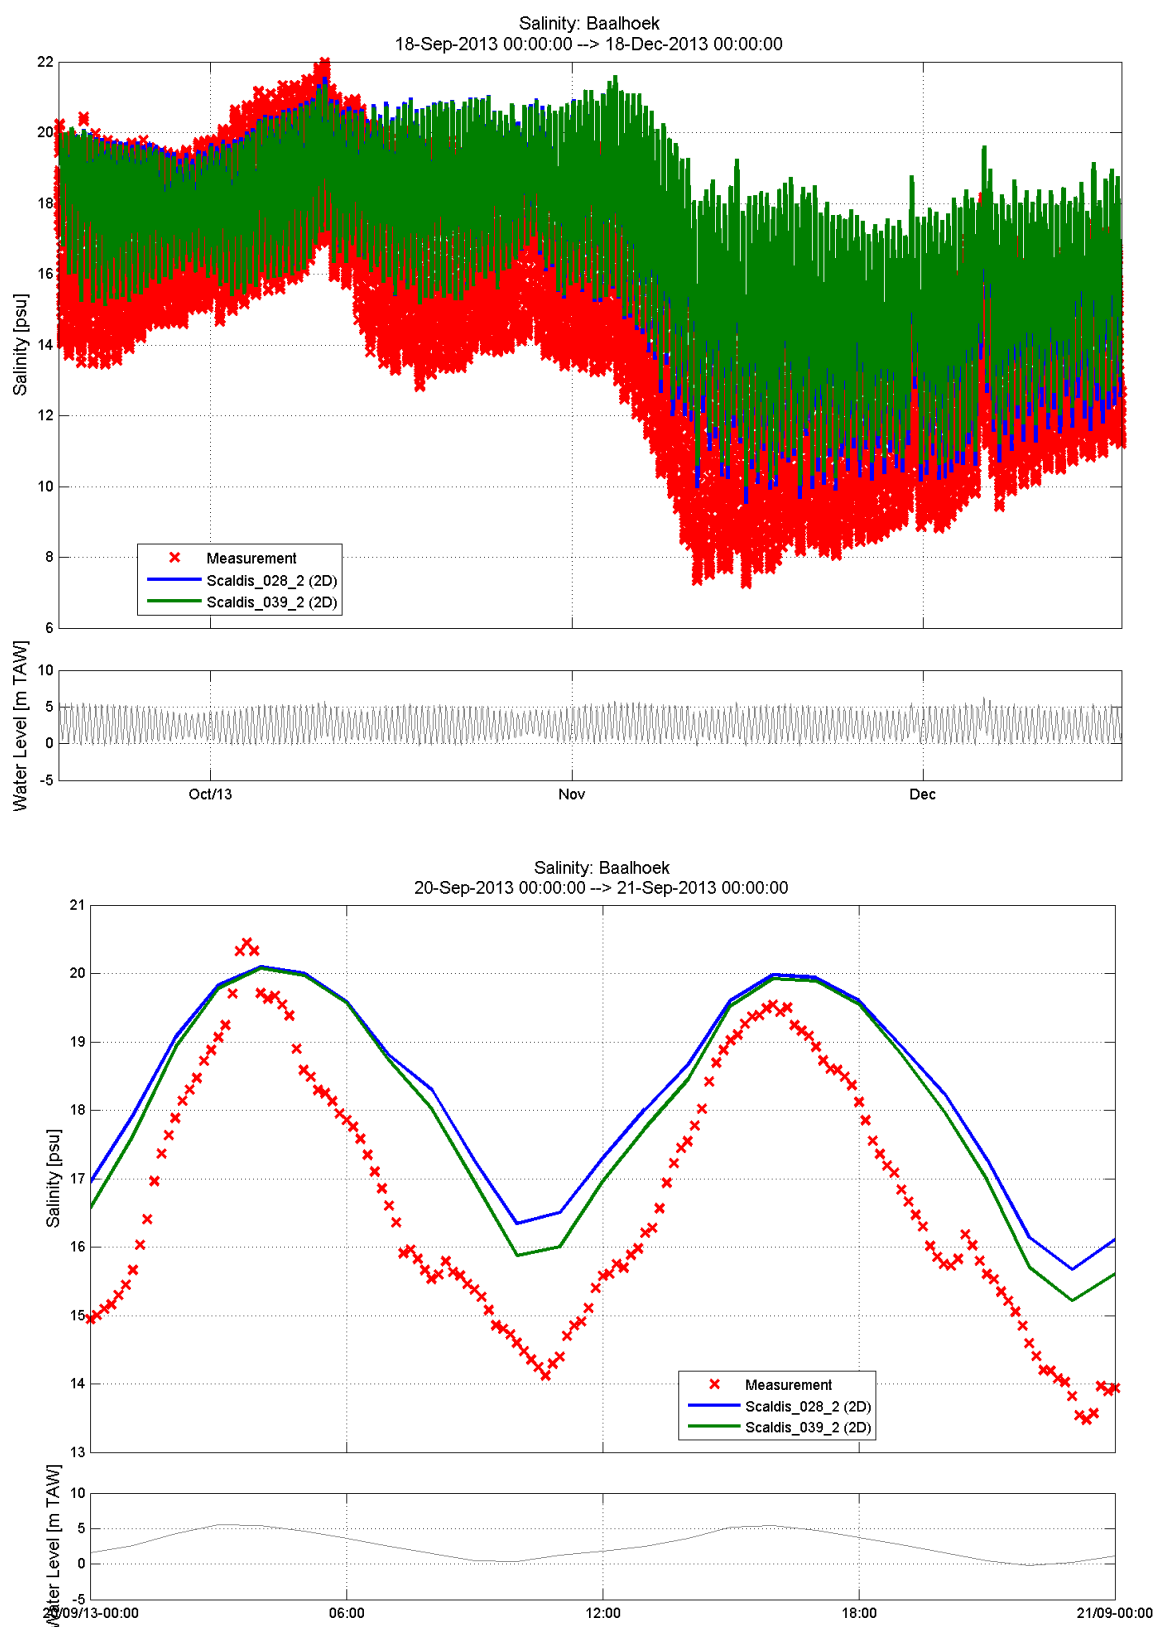 Salinity: Baalhoek
18-Sep-2013 00:00:00 --> 18-Dec-2013 00:00:00
22
20
18
16
14
12
10
8
6
Salinity [psu]
Measurement
Scaldis_028_2 (2D)
Scaldis_039_2 (2D)
10
5
0
-5
Water Level [m TAW]
Oct/13
Nov
Dec
Salinity: Baalhoek
20-Sep-2013 00:00:00 --> 21-Sep-2013 00:00:00
21
20
19
18
17
16
15
14
13
Salinity [psu]
Measurement
Scaldis_028_2 (2D)
Scaldis_039_2 (2D)
10
5
0
-5
Water Level [m TAW]
20/09/13-00:00
06:00
12:00
18:00
21/09-00:00